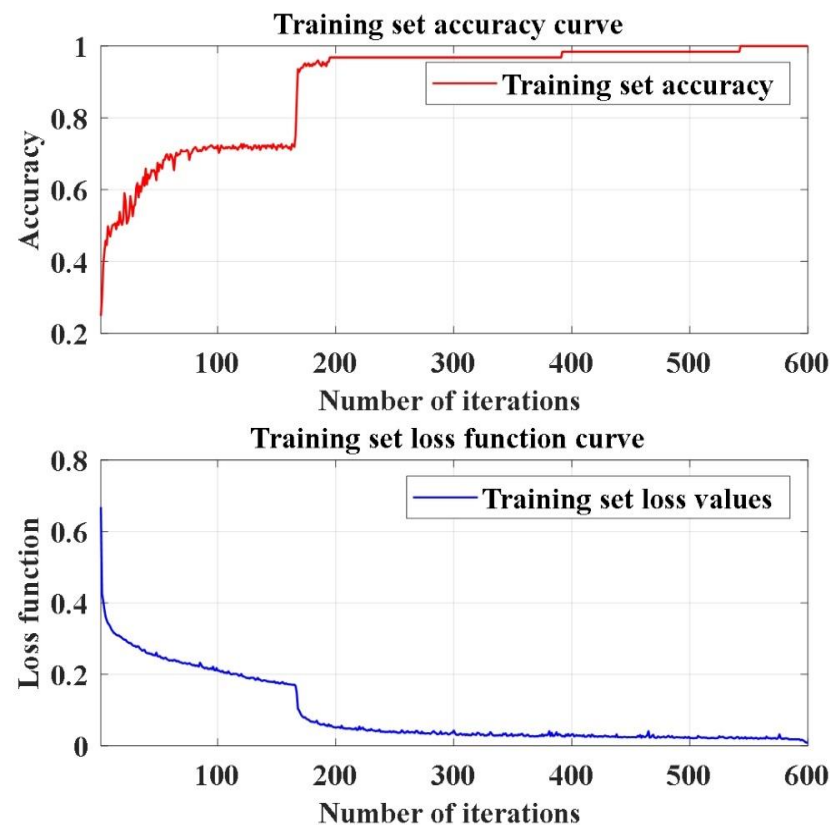 Training set accuracy curve
1
0.8
0.6
0.4
0.2
Accuracy
Training set accuracy
100 200 300 400 500 600
Number of iterations
Training set loss function curve
0.8
0.6
0.4
0.2
0
Loss function
Training set loss values
100 200 300 400 500 600
Number of iterations